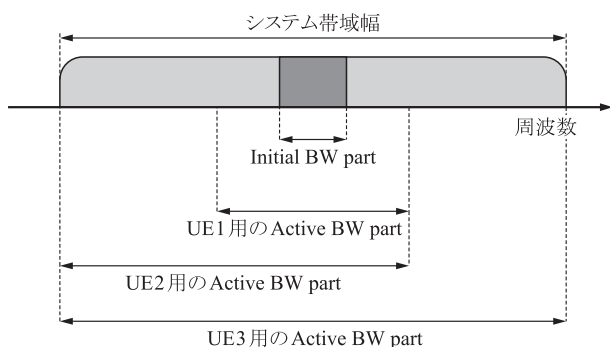 システム帯域幅
周波数
Initial BW part
UE1用のActive BW part
UE2用のActive BW part
UE3用のActive BW part